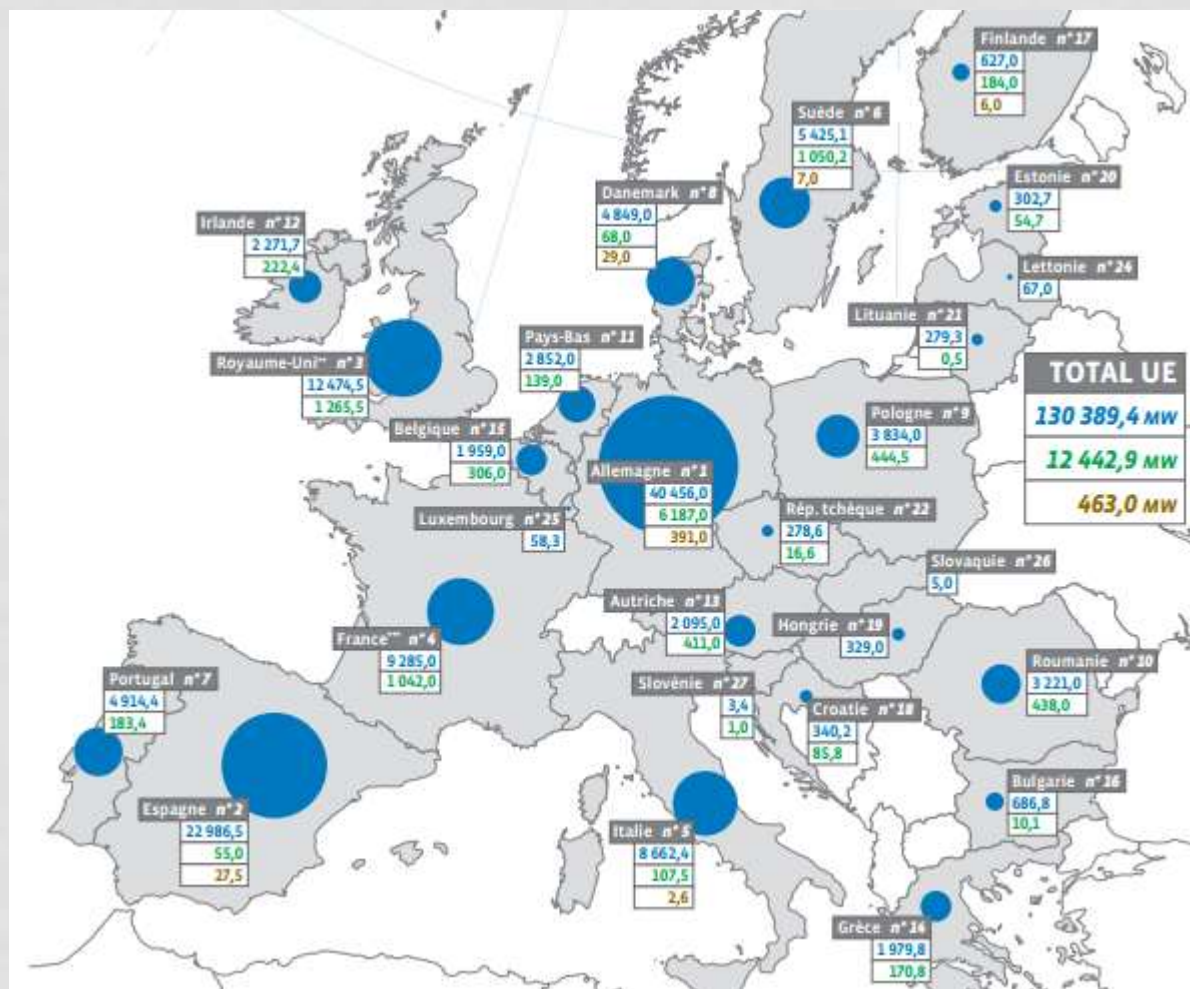 Finlande n°17
627,0
184,0
6,0
Suède n°6
5 425,1
1 050,2
7,0
Danemark n°8
4 849,0
68,0
29,0
Estonie n°20
302,7
54,7
Irlande n°12
2 271,7
222,4
Lettonie n°24
67,0
Lituanie n°21
279,3
0,5
Pays-Bas n°11
2 852,0
139,0
Royaume-Uni** n°3
12 474,5
1 265,5
TOTAL UE
130 389,4 MW
12 442,9 MW
463,0 MW
Pologne n°9
3 834,0
444,5
Belgique n°15
1 959,0
306,0
Allemagne n°1
40 456,0
6 187,0
391,0
Luxembourg n°25
58,3
Rép. tchèque n°22
278,6
16,6
Slovaquie n°26
5,0
Autriche n°13
2 095,0
411,0
Hongrie n°19
329,0
France*** n°4
9 285,0
1 042,0
Roumanie n°10
3 221,0
438,0
Portugal n°7
4 914,4
183,4
Slovénie n°27
3,4
1,0
Croatie n°18
340,2
85,8
Bulgarie n°16
686,8
10,1
Espagne n°2
22 986,5
55,0
27,5
Italie n°5
8 662,4
107,5
2,6
Grèce n°14
1 979,8
170,8